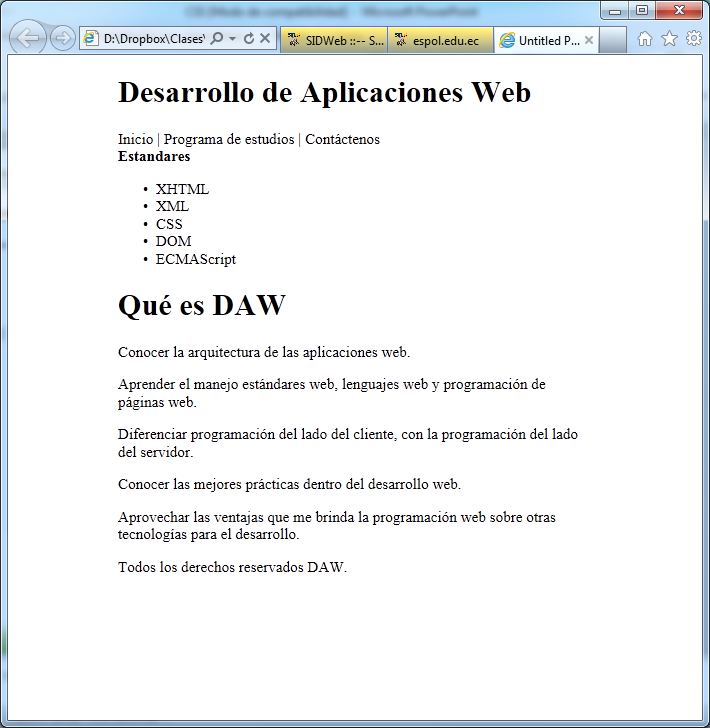 CSS [Modo de compatibilidad] - Microsoft PowerPoint
D:\Dropbox\Clases\
SIDWeb ::-- S...
espol.edu.ec
Untitled P...
Desarrollo de Aplicaciones Web
Inicio | Programa de estudios | Contáctenos
Estandares
• XHTML
• XML
• CSS
• DOM
• ECMAScript
Qué es DAW
Conocer la arquitectura de las aplicaciones web.
Aprender el manejo estándares web, lenguajes web y programación de
páginas web.
Diferenciar programación del lado del cliente, con la programación del lado
del servidor.
Conocer las mejores prácticas dentro del desarrollo web.
Aprovechar las ventajas que me brinda la programación web sobre otras
tecnologías para el desarrollo.
Todos los derechos reservados DAW.